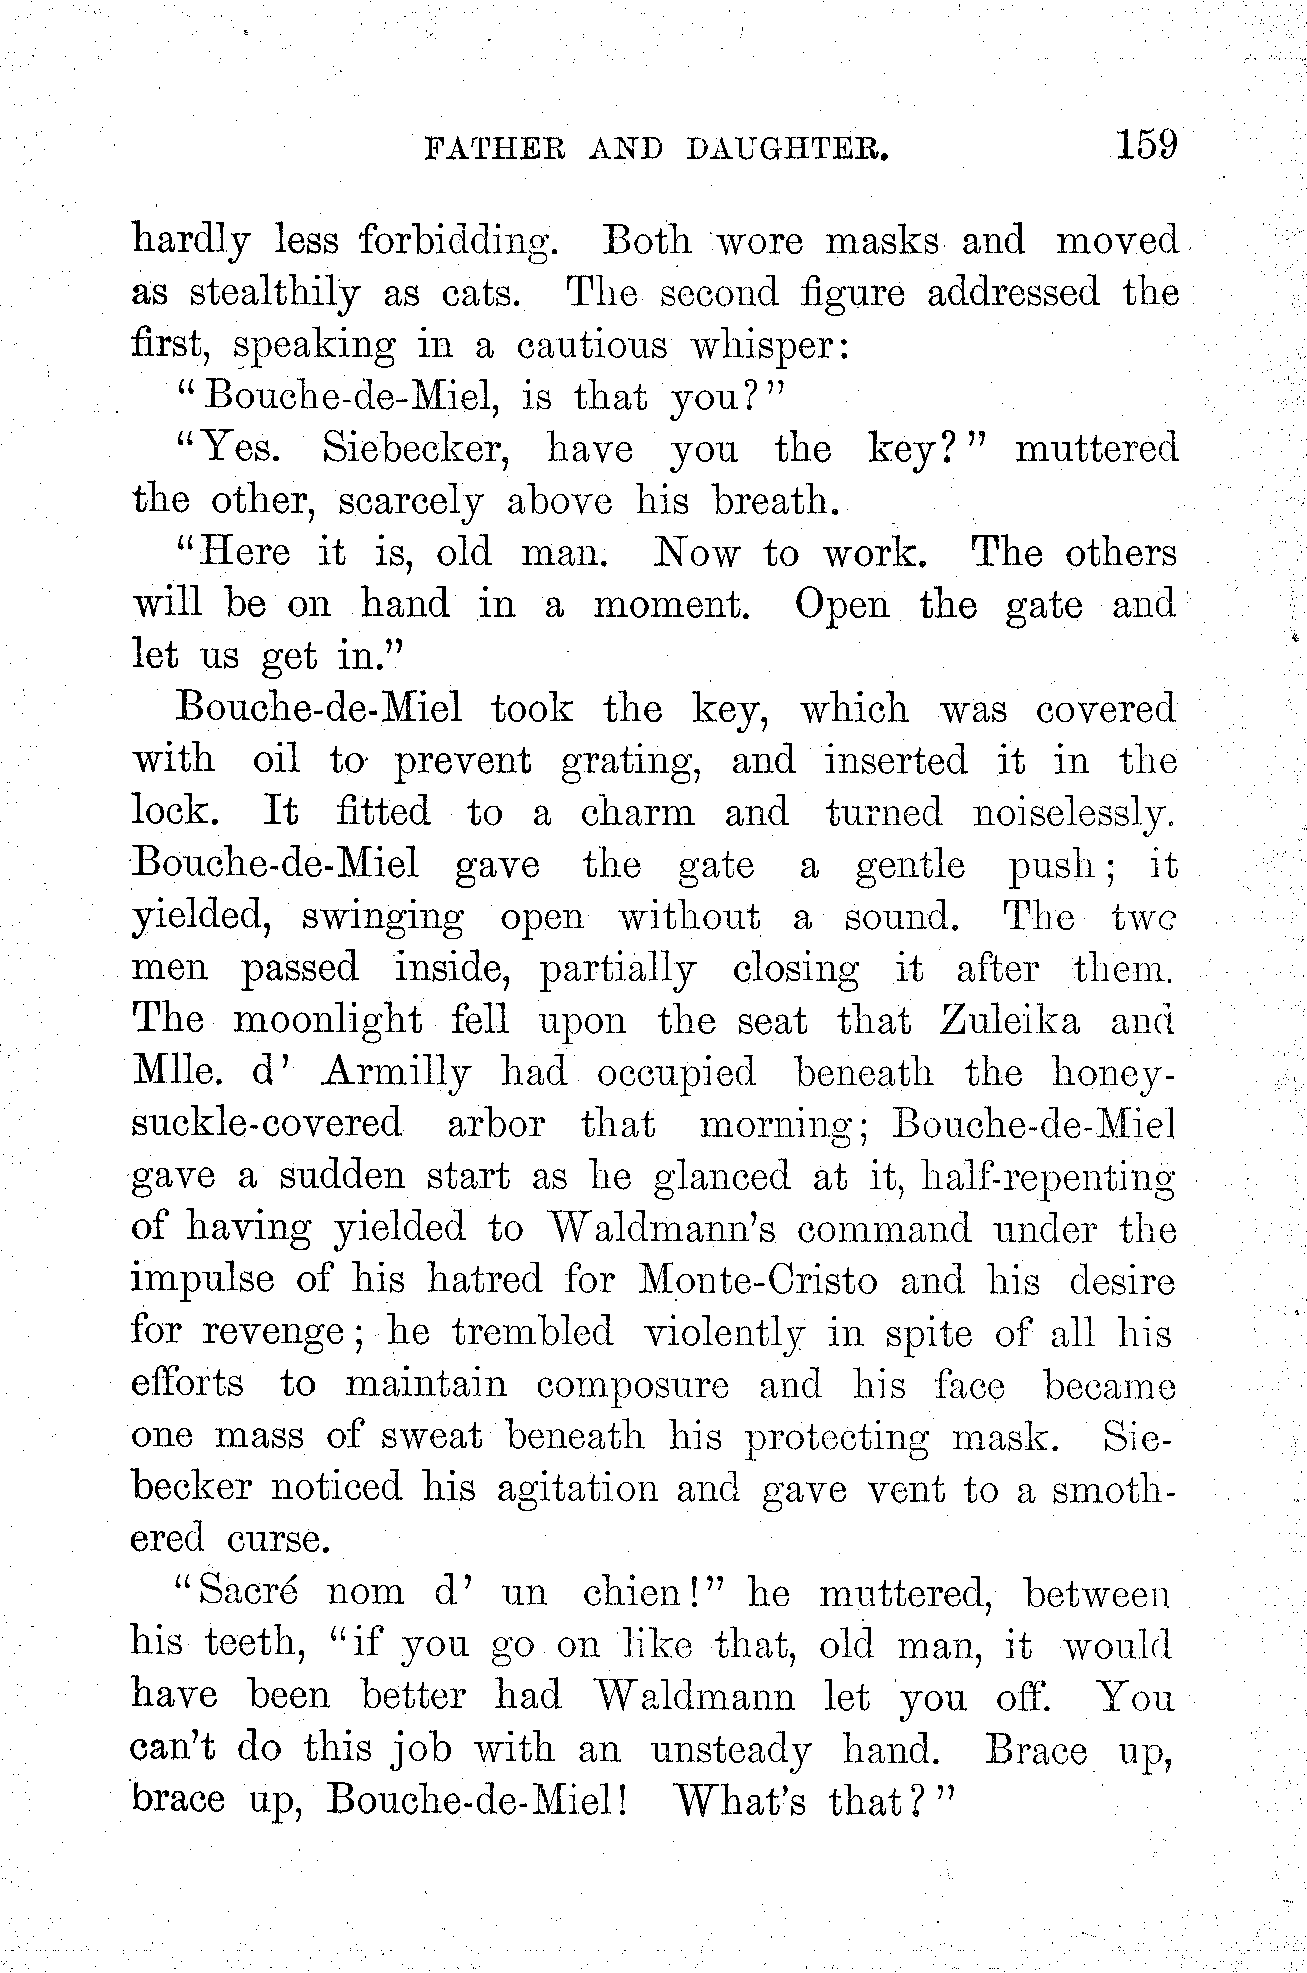 FATHER AND DAUGHTER. 159
hardly less forbidding. Both wore masks and moved
as stealthily as cats. The second figure addressed the
first, speaking in a cautious whisper:
"Bouche-de-Miel, is that you?"
"Yes. Siebecker, have you the key?" muttered
the other, scarcely above his breath.
"Here it is, old man. Now to work. The others
will be on hand in a moment. Open the gate and
let us get in."
Bouche-de-Miel took the key, which was covered
with oil to prevent grating, and inserted it in the
lock. It fitted to a charm and turned noiselessly.
Bouche-de-Miel gave the gate a gentle push; it
yielded, swinging open without a sound. The two
men passed inside, partially closing it after them.
The moonlight fell upon the seat that Zuleika and
Mlle. d' Armilly had occupied beneath the honey-
suckle-covered arbor that morning; Bouche-de-Miel
gave a sudden start as he glanced at it, half-repenting
of having yielded to Waldmann's command under the
impulse of his hatred for Monte-Cristo and his desire
for revenge; he trembled violently in spite of all his
efforts to maintain composure and his face became
one mass of sweat beneath his protecting mask. Sie-
becker noticed his agitation and gave vent to a smoth-
ered curse.
"Sacré nom d' un chien!" he muttered, between
his teeth, "if you go on like that, old man, it would
have been better had Waldmann let you off. You
can't do this job with an unsteady hand. Brace up,
brace up, Bouche-de-Miel! What's that?"